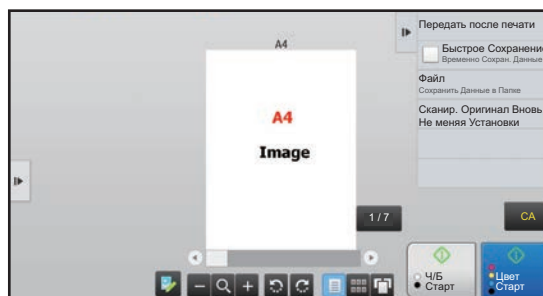 A4
A4
Image
1 / 7
Передать после печати
Быстрое Сохранени
Временно Сохран. Данные
Файл
Сохранить Данные в Папке
Сканир. Оригинал Вновь
Не меняя Установки
CA
Ч/Б
Старт
Цвет
Старт